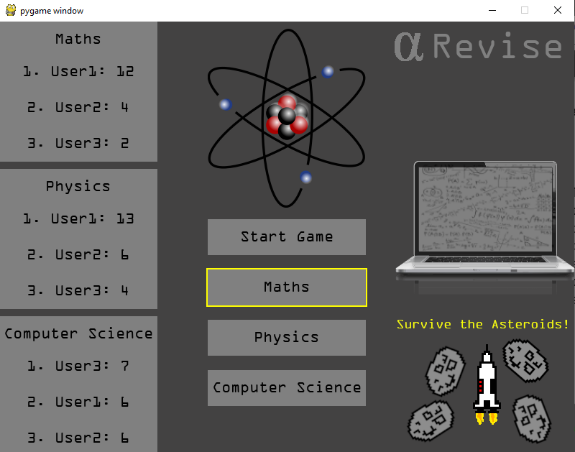 pygame window
Maths
1. User1: 12
2. User2: 4
3. User3: 2
Physics
1. User1: 13
2. User2: 6
3. User3: 4
Computer Science
1. User3: 7
2. User1: 6
3. User2: 6
Start Game
Maths
Physics
Computer Science
α Revise
Survive the Asteroids!